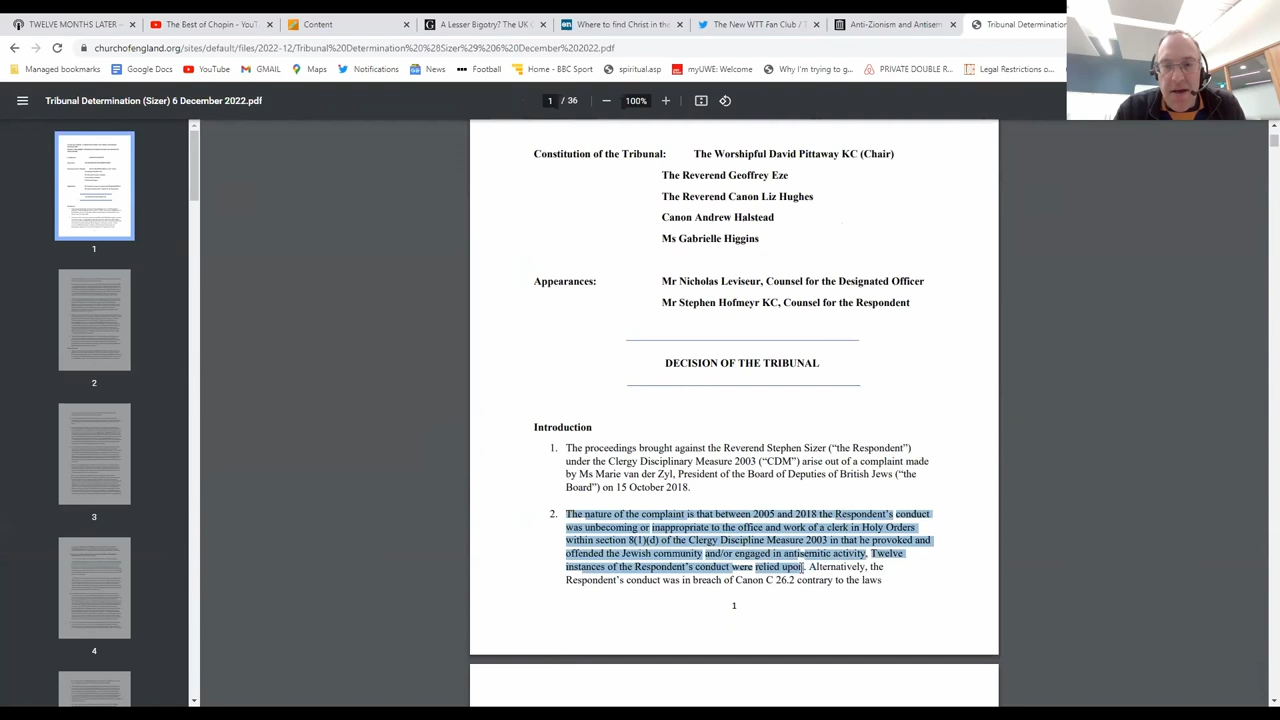 TWELVE MONTHS LATER –
The Best of Chopin - YouT
Content
A Lesser Bigotry? The UK
Where to find Christ in the
The New WTT Fan Club / T
Anti-Zionism and Antisem
Tribunal Determination
churchofengland.org/sites/default/files/2022-12/Tribunal%20Determination%20%28Sizer%29%206%20December%202022.pdf
Managed bookmarks
Google Docs
YouTube
GMAIL
Maps
Notifications
News
Football
Home - BBC Sport
spiritual.asp
myUWE: Welcome
Why I'm trying to g...
PRIVATE DOUBLE R...
Legal Restrictions o...
Tribunal Determination (Sizer) 6 December 2022.pdf
1 / 36
100%
Constitution of the Tribunal: The Worshipful David Pittaway KC (Chair)
The Reverend Geoffrey Eze
The Reverend Canon Liz Hughes
Canon Andrew Halstead
Ms Gabrielle Higgins
Appearances: Mr Nicholas Leviseur, Counsel for the Designated Officer
Mr Stephen Hofmeyr KC, Counsel for the Respondent
DECISION OF THE TRIBUNAL
Introduction
1. The proceedings brought against the Reverend Stephen Sizer (“the Respondent”)
under the Clergy Disciplinary Measure 2003 (“CDM”) arise out of a complaint made
by Ms Marie van der Zyl, President of the Board of Deputies of British Jews (“the
Board”) on 15 October 2018.
2. The nature of the complaint is that between 2005 and 2018 the Respondent’s conduct
was unbecoming or inappropriate to the office and work of a clerk in Holy Orders
within section 8(1)(d) of the Clergy Discipline Measure 2003 in that he provoked and
offended the Jewish community and/or engaged in antisemitic activity. Twelve
instances of the Respondent’s conduct were relied upon. Alternatively, the
Respondent’s conduct was in breach of Canon C 26.2 contrary to the laws
1
1
2
3
4